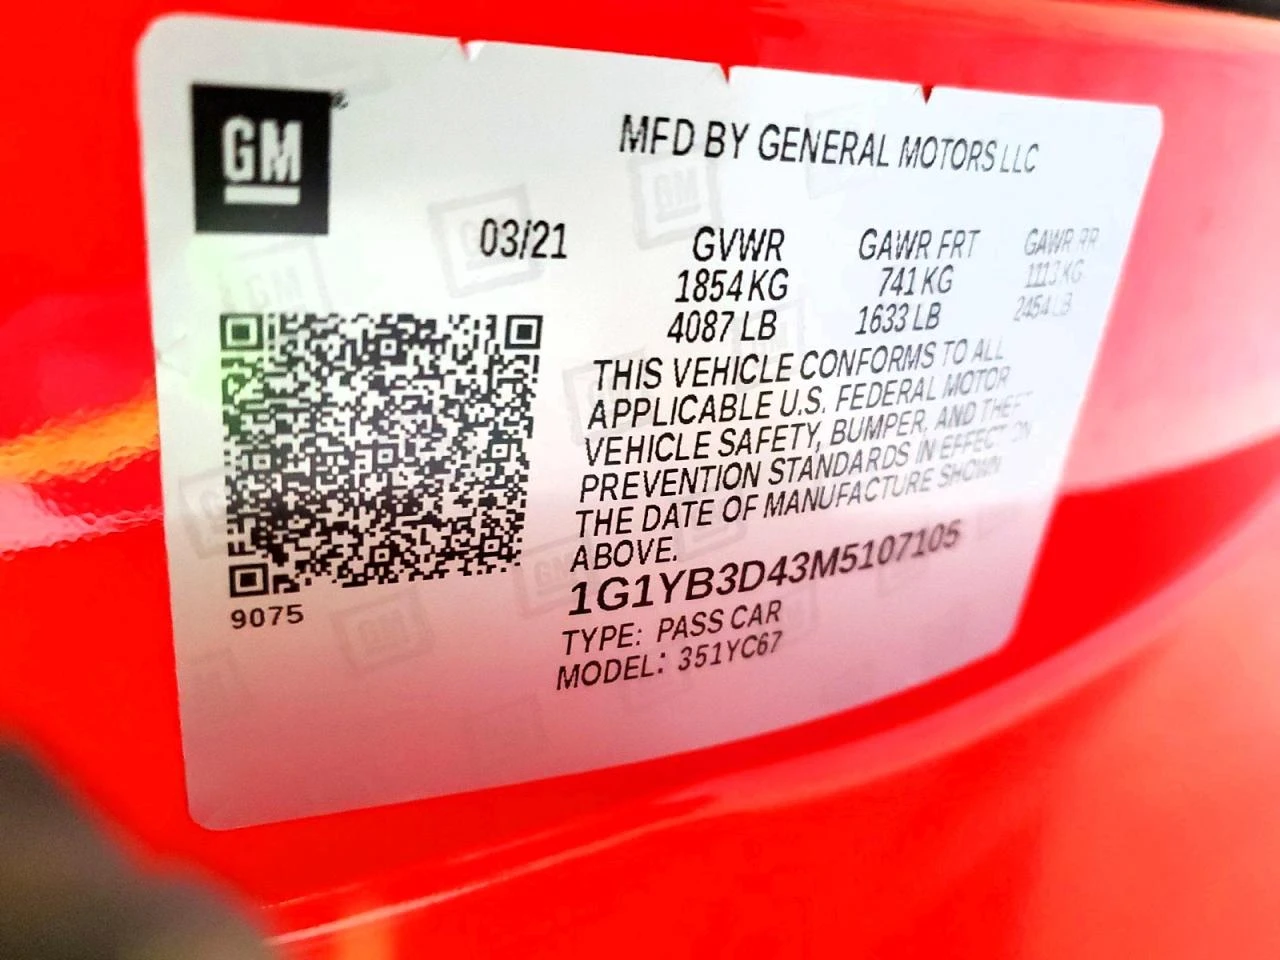 GM
MFD BY GENERAL MOTORS LLC
03/21
GVWR GAWR FRT GAWR RR
1854 KG 741 KG 1113 KG
4087 LB 1633 LB 2454 LB
THIS VEHICLE CONFORMS TO ALL
APPLICABLE U.S. FEDERAL MOTOR
VEHICLE SAFETY, BUMPER, AND THEFT
PREVENTION STANDARDS IN EFFECT ON
THE DATE OF MANUFACTURE SHOWN
ABOVE.
1G1YB3D43M5107105
TYPE: PASS CAR
MODEL: 351YC67
9075